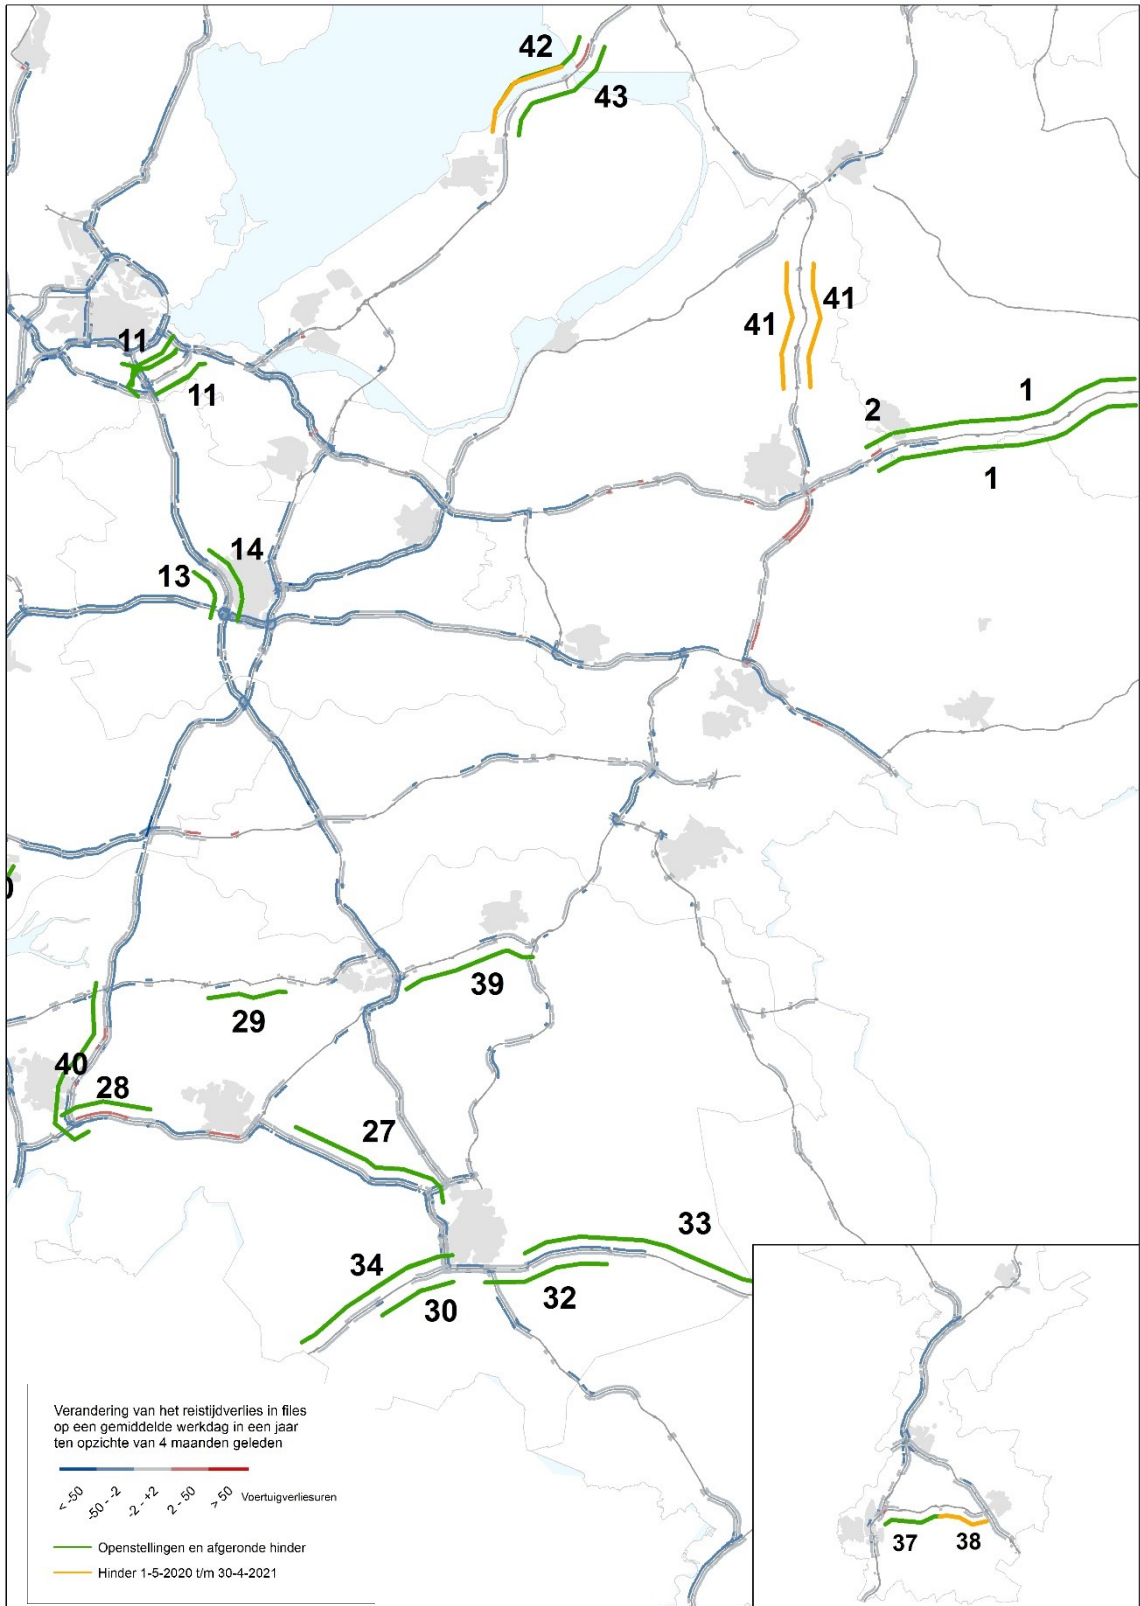 42
43
41
41
11
11
1
2
1
14
13
39
29
40
28
27
33
34
30
32
37
38
Verandering van het reistijdverlies in files
op een gemiddelde werkdag in een jaar
ten opzichte van 4 maanden geleden
< -50
-50 - -2
-2 - +2
2 - 50
> 50
Voertuigverliesuren
Openstellingen en afgeronde hinder
Hinder 1-5-2020 t/m 30-4-2021